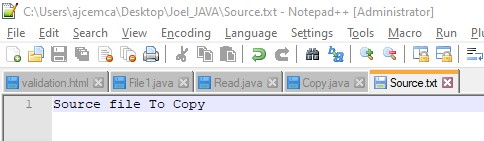 C:\Users\ajcemca\Desktop\Joel_JAVA\Source.txt - Notepad++ [Administrator]
File Edit Search View Encoding Language Settings Tools Macro Run Pl
validation.html File1.java Read.java Copy.java Source.txt
1 Source file To Copy